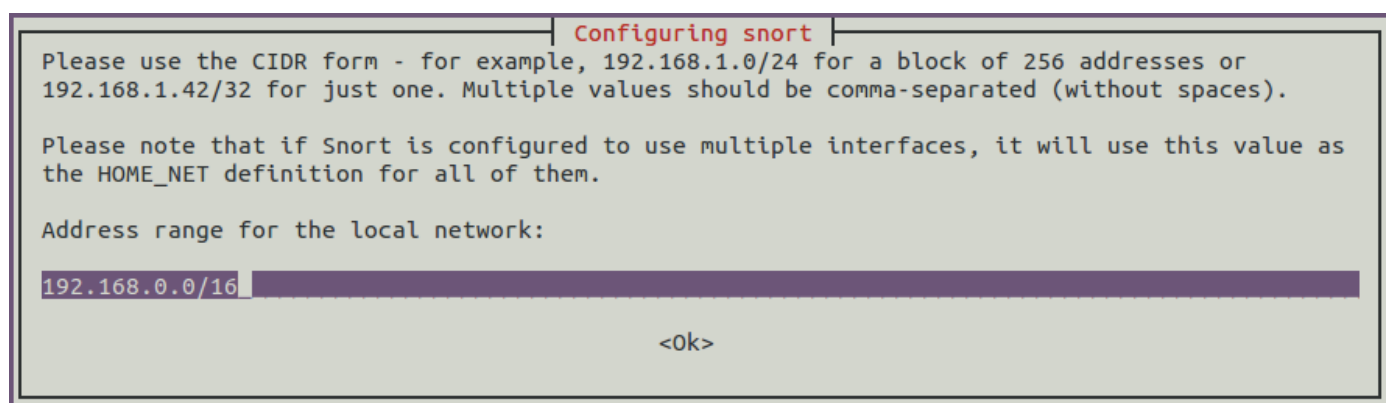 Configuring snort
Please use the CIDR form - for example, 192.168.1.0/24 for a block of 256 addresses or
192.168.1.42/32 for just one. Multiple values should be comma-separated (without spaces).
Please note that if Snort is configured to use multiple interfaces, it will use this value as
the HOME_NET definition for all of them.
Address range for the local network:
192.168.0.0/16
<Ok>